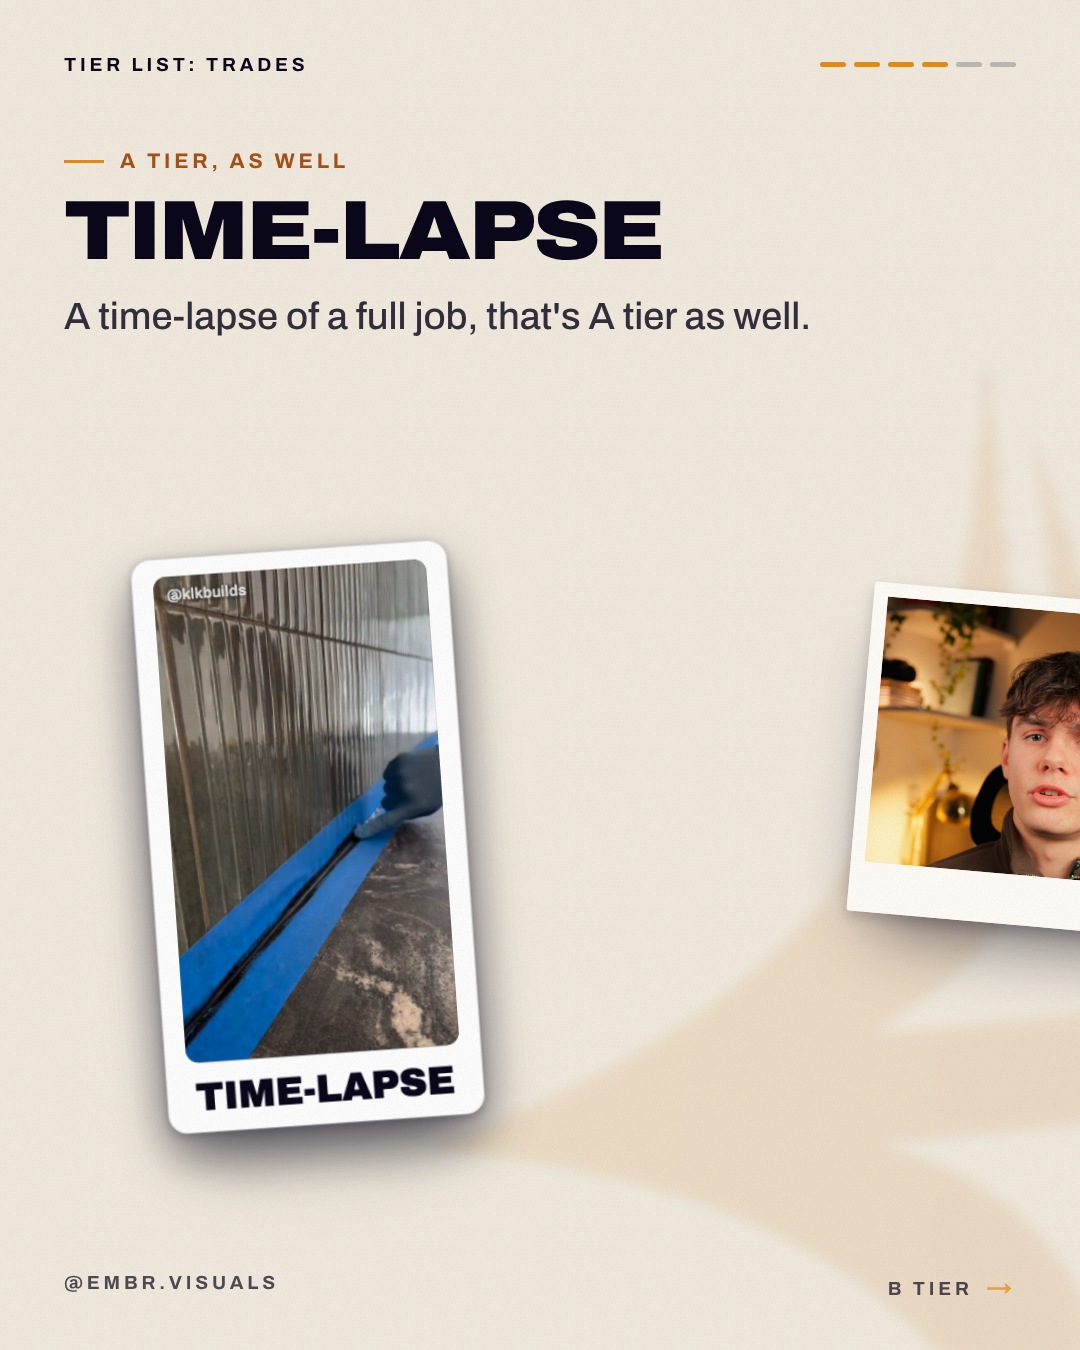 TIER LIST: TRADES
A TIER, AS WELL
TIME-LAPSE
A time-lapse of a full job, that's A tier as well.
@klkbuilds
TIME-LAPSE
@EMBR.VISUALS
B TIER →